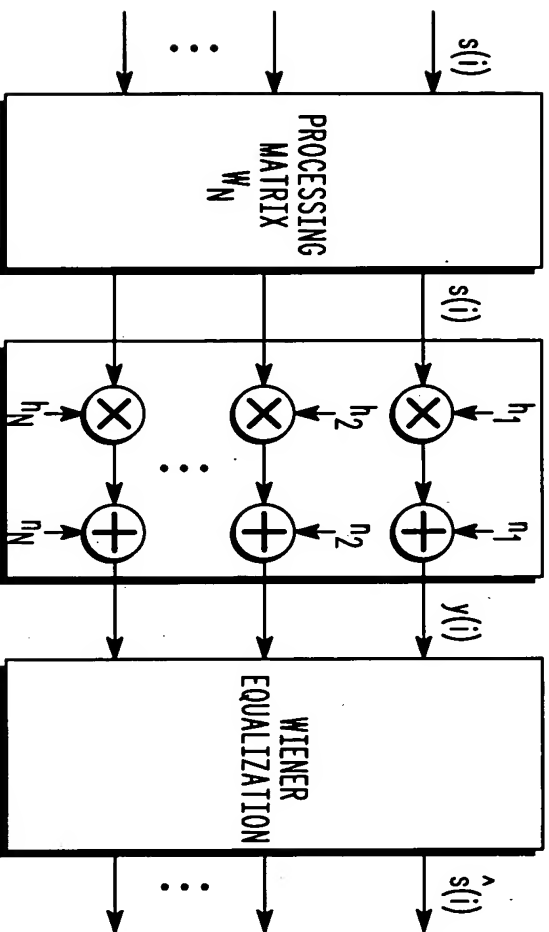 s(i)
PROCESSING
MATRIX
W_N
s(i)
h_1
n_1
h_2
n_2
h_N
n_N
y(i)
WIENER
EQUALIZATION
ŝ(i)